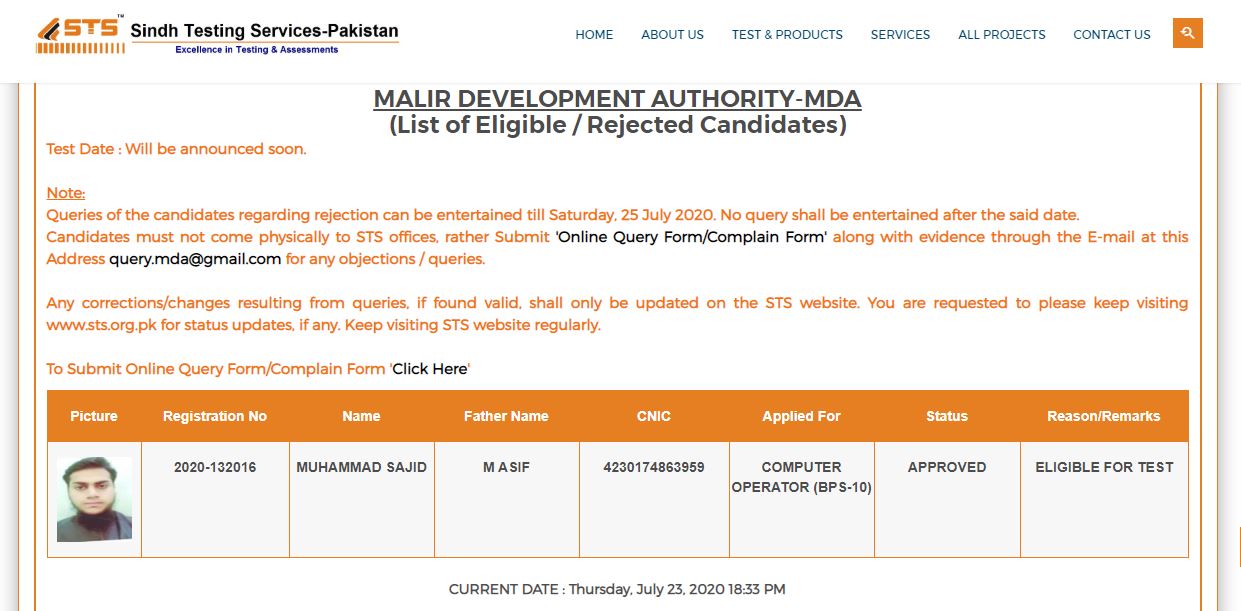 STS™
Sindh Testing Services-Pakistan
Excellence in Testing & Assessments
HOME ABOUT US TEST & PRODUCTS SERVICES ALL PROJECTS CONTACT US
MALIR DEVELOPMENT AUTHORITY-MDA
(List of Eligible / Rejected Candidates)
Test Date : Will be announced soon.
Note:
Queries of the candidates regarding rejection can be entertained till Saturday, 25 July 2020. No query shall be entertained after the said date.
Candidates must not come physically to STS offices, rather Submit 'Online Query Form/Complain Form' along with evidence through the E-mail at this
Address query.mda@gmail.com for any objections / queries.
Any corrections/changes resulting from queries, if found valid, shall only be updated on the STS website. You are requested to please keep visiting
www.sts.org.pk for status updates, if any. Keep visiting STS website regularly.
To Submit Online Query Form/Complain Form 'Click Here'
Picture Registration No Name Father Name CNIC Applied For Status Reason/Remarks
2020-132016 MUHAMMAD SAJID M ASIF 4230174863959 COMPUTER APPROVED ELIGIBLE FOR TEST
OPERATOR (BPS-10)
CURRENT DATE : Thursday, July 23, 2020 18:33 PM